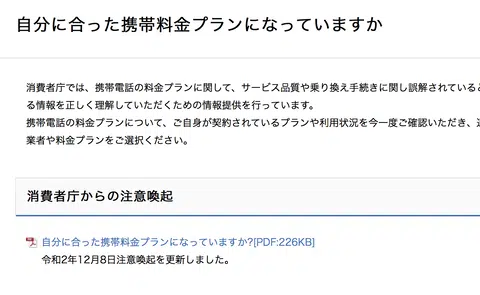 自分に合った携帯料金プランになっていますか
消費者庁では、携帯電話の料金プランに関して、サービス品質や乗り換え手続きに関し誤解されていると
る情報を正しく理解していただくための情報提供を行っています。
携帯電話の料金プランについて、ご自身が契約されているプランや利用状況を今一度ご確認いただき、
業者や料金プランをご選択ください。
消費者庁からの注意喚起
自分に合った携帯料金プランになっていますか?[PDF:226KB]
令和2年12月8日注意喚起を更新しました。